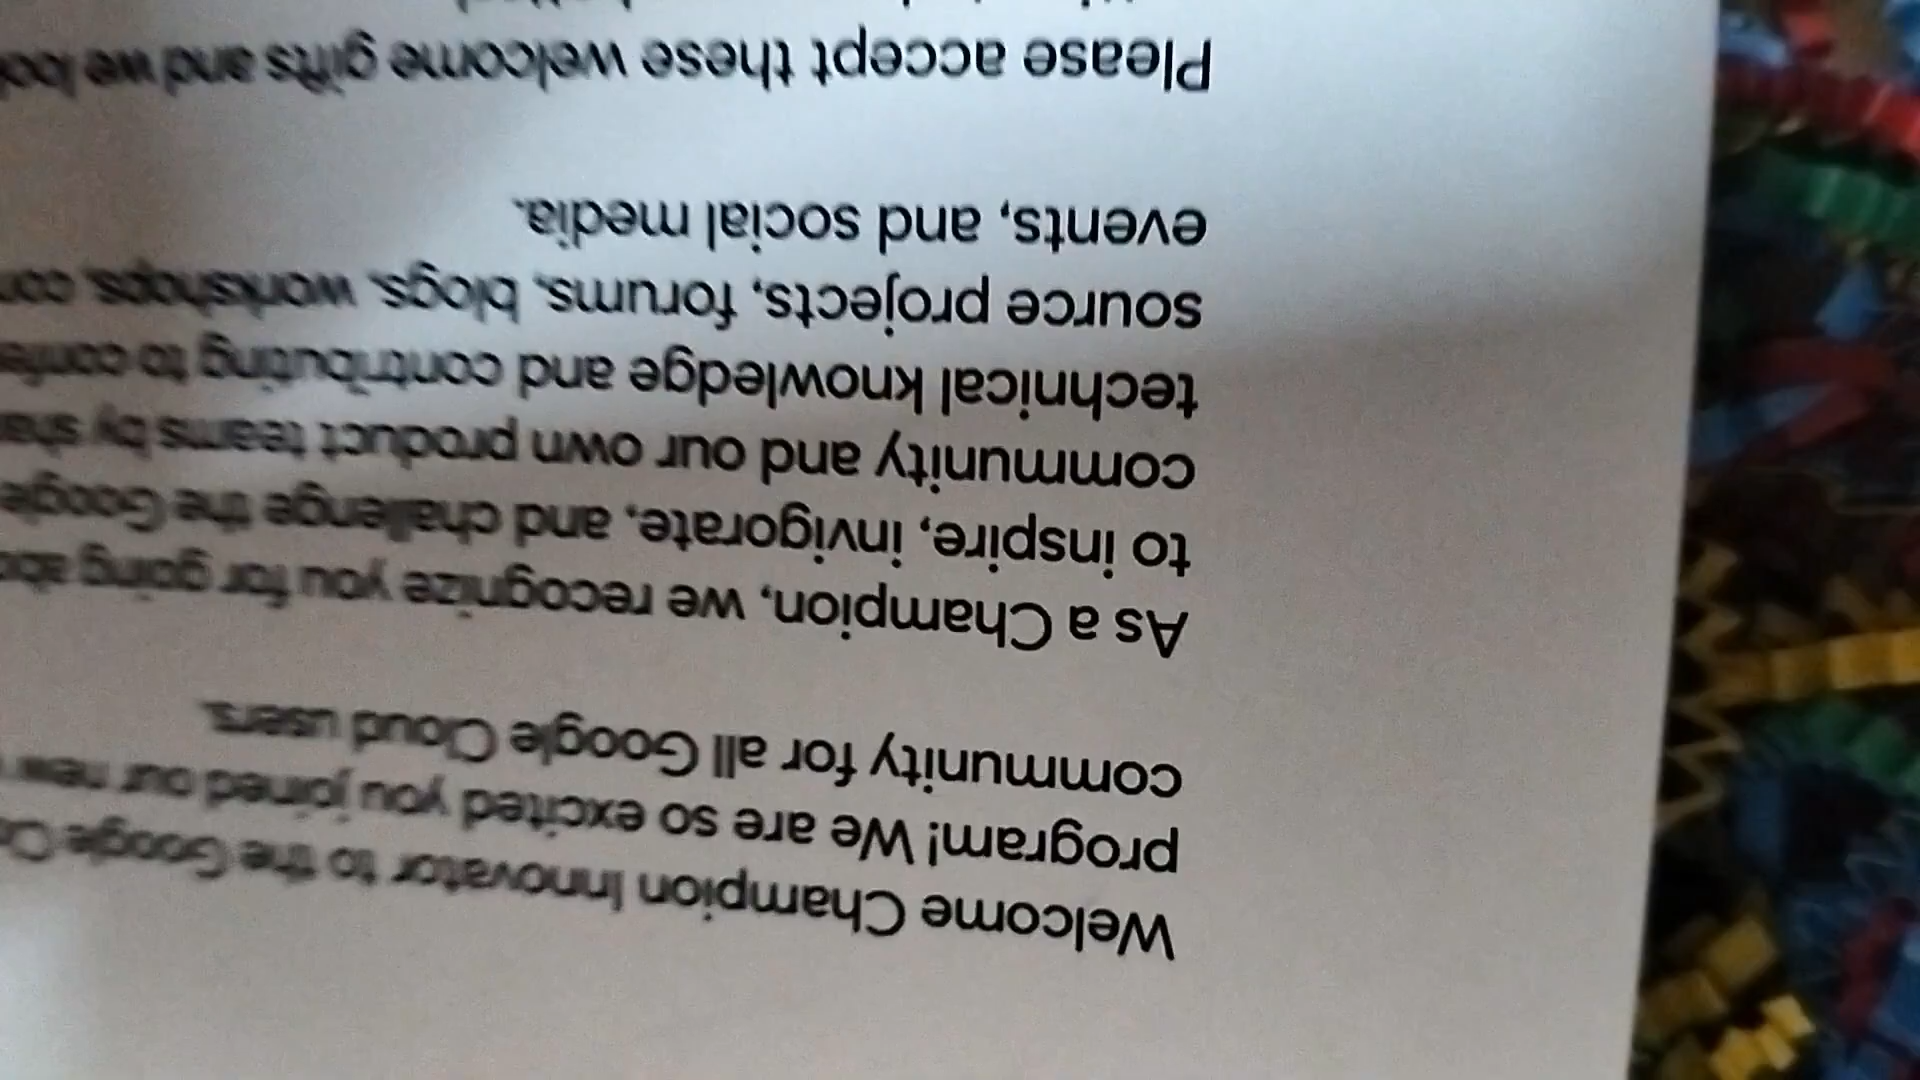 Welcome Champion Innovator to the Google
program! We are so excited you joined our new
community for all Google Cloud users.
As a Champion, we recognize you for going
to inspire, invigorate, and challenge the Google
community and our own product teams by
technical knowledge and contributing to
source projects, forums, blogs, workshops,
events, and social media.
Please accept these welcome gifts and we